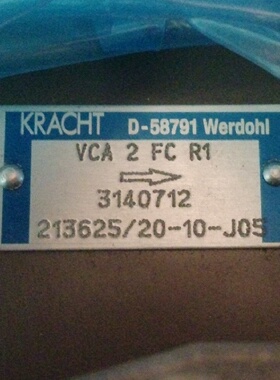 KRACHT D-58791 Werdohl
VCA 2 FC R1
3140712
213625/20-10-J05